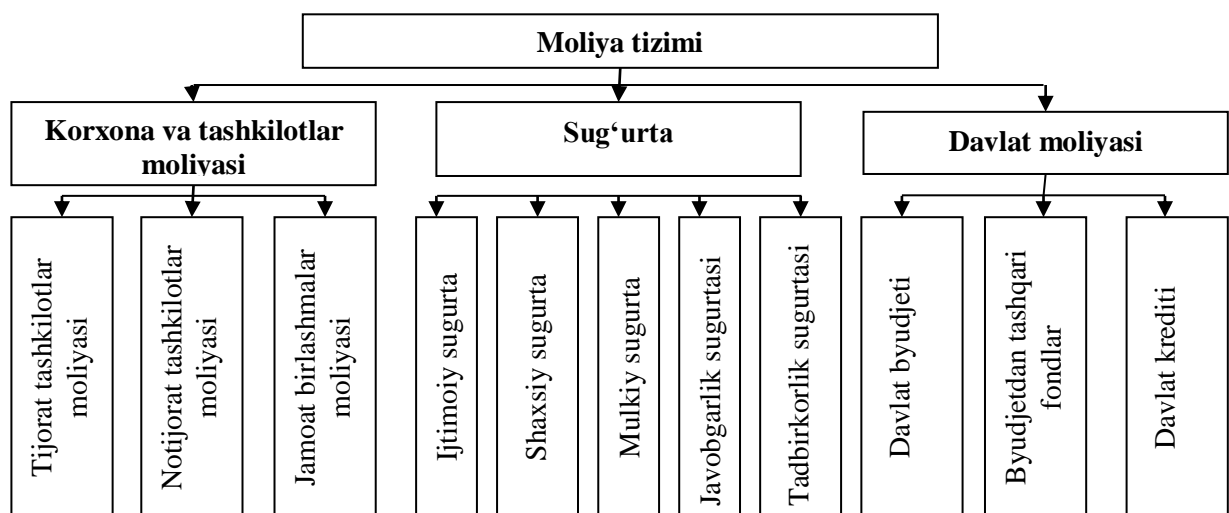 Moliya tizimi
Korxona va tashkilotlar
moliyasi
Sug‘urta
Davlat moliyasi
Tijorat tashkilotlar
moliyasi
Notijorat tashkilotlar
moliyasi
Jamoat birlashmalar
moliyasi
Ijtimoiy sugurta
Shaxsiy sugurta
Mulkiy sugurta
Javobgarlik sugurtasi
Tadbirkorlik sugurtasi
Davlat byudjeti
Byudjetdan tashqari
fondlar
Davlat krediti